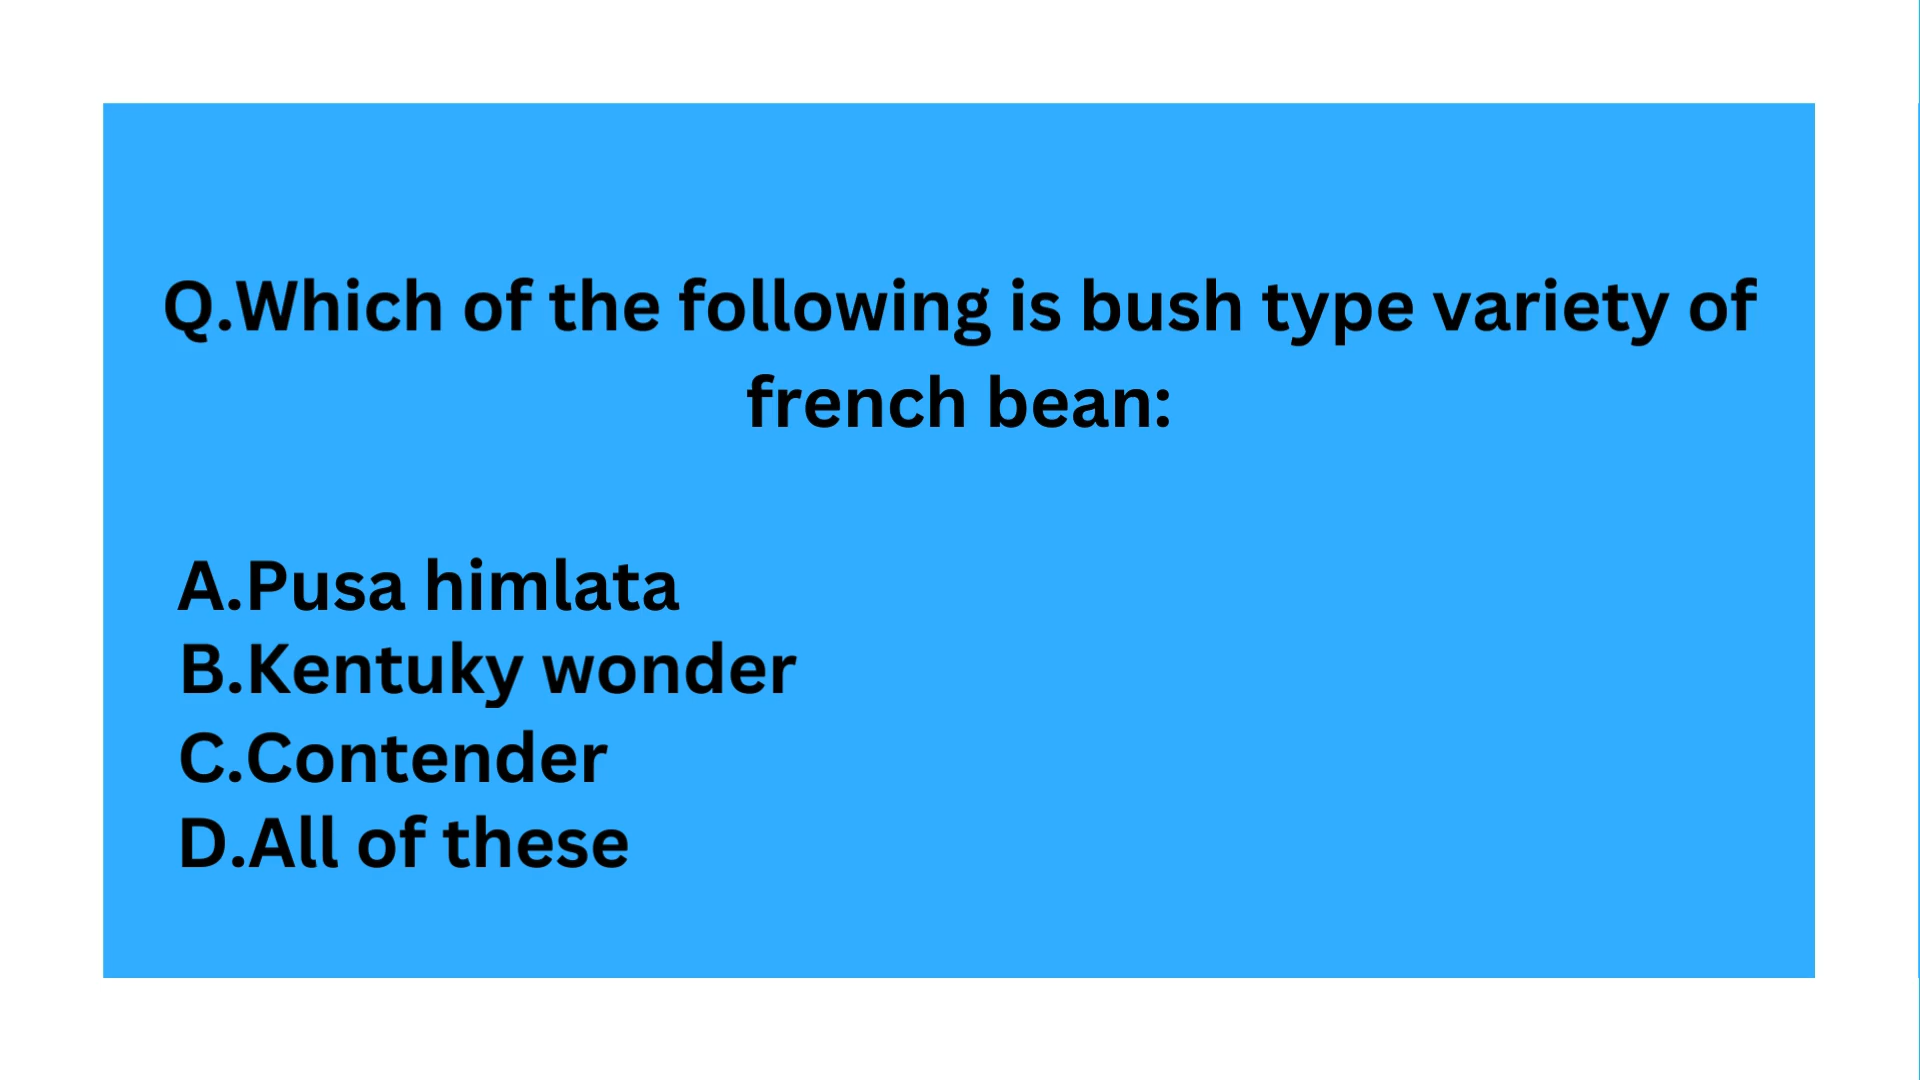 Q.Which of the following is bush type variety of
french bean:
A.Pusa himlata
B.Kentuky wonder
C.Contender
D.All of these